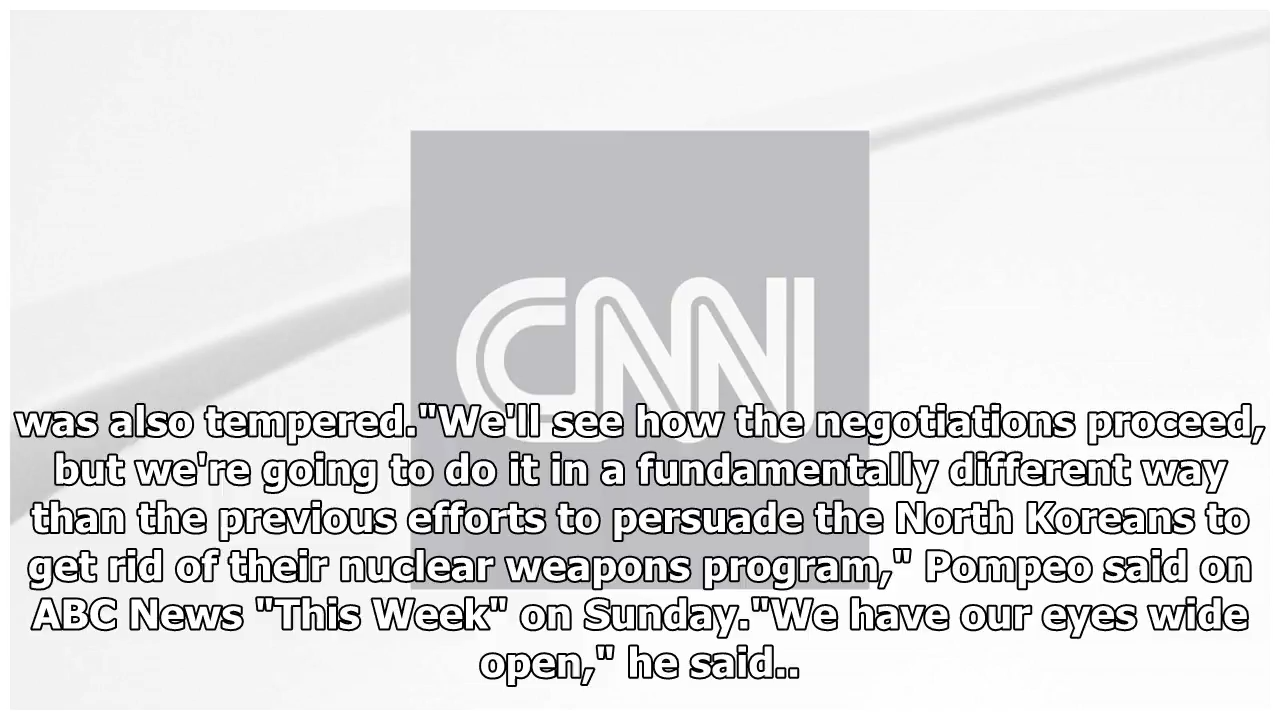 CNN
was also tempered."We'll see how the negotiations proceed,
but we're going to do it in a fundamentally different way
than the previous efforts to persuade the North Koreans to
get rid of their nuclear weapons program," Pompeo said on
ABC News "This Week" on Sunday."We have our eyes wide
open," he said..